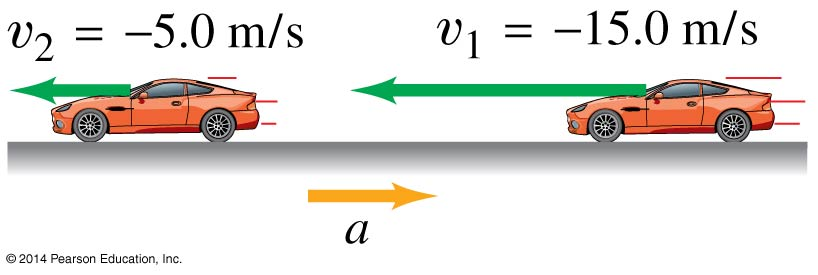 v₂ = −5.0 m/s
v₁ = −15.0 m/s
a
© 2014 Pearson Education, Inc.